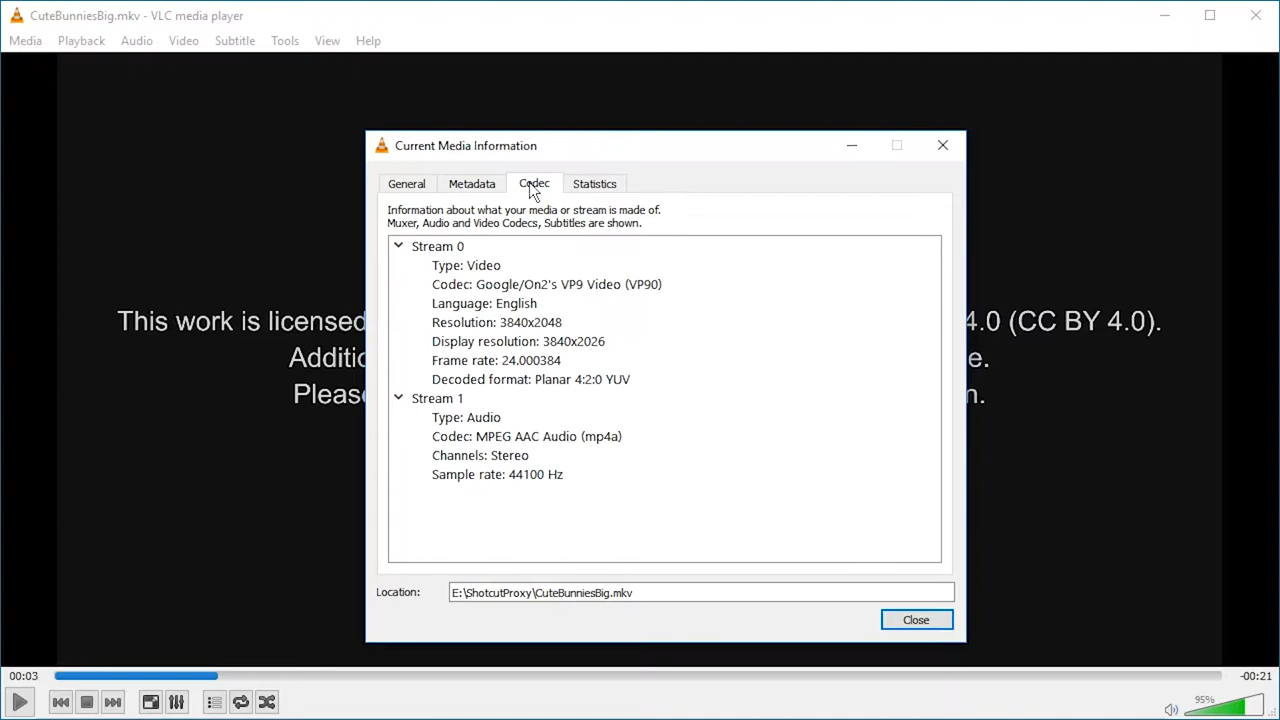 CuteBunniesBig.mkv - VLC media player
Media Playback Audio Video Subtitle Tools View Help
Current Media Information
General Metadata Codec Statistics
Information about what your media or stream is made of.
Muxer, Audio and Video Codecs, Subtitles are shown.
Stream 0
Type: Video
Codec: Google/On2's VP9 Video (VP90)
Language: English
Resolution: 3840x2048
This work is licensed 4.0 (CC BY 4.0).
Display resolution: 3840x2026
Additio e.
Frame rate: 24.000384
Decoded format: Planar 4:2:0 YUV
Pleas n.
Stream 1
Type: Audio
Codec: MPEG AAC Audio (mp4a)
Channels: Stereo
Sample rate: 44100 Hz
Location: E:\ShotcutProxy\CuteBunniesBig.mkv
Close
00:03 -00:21
95%